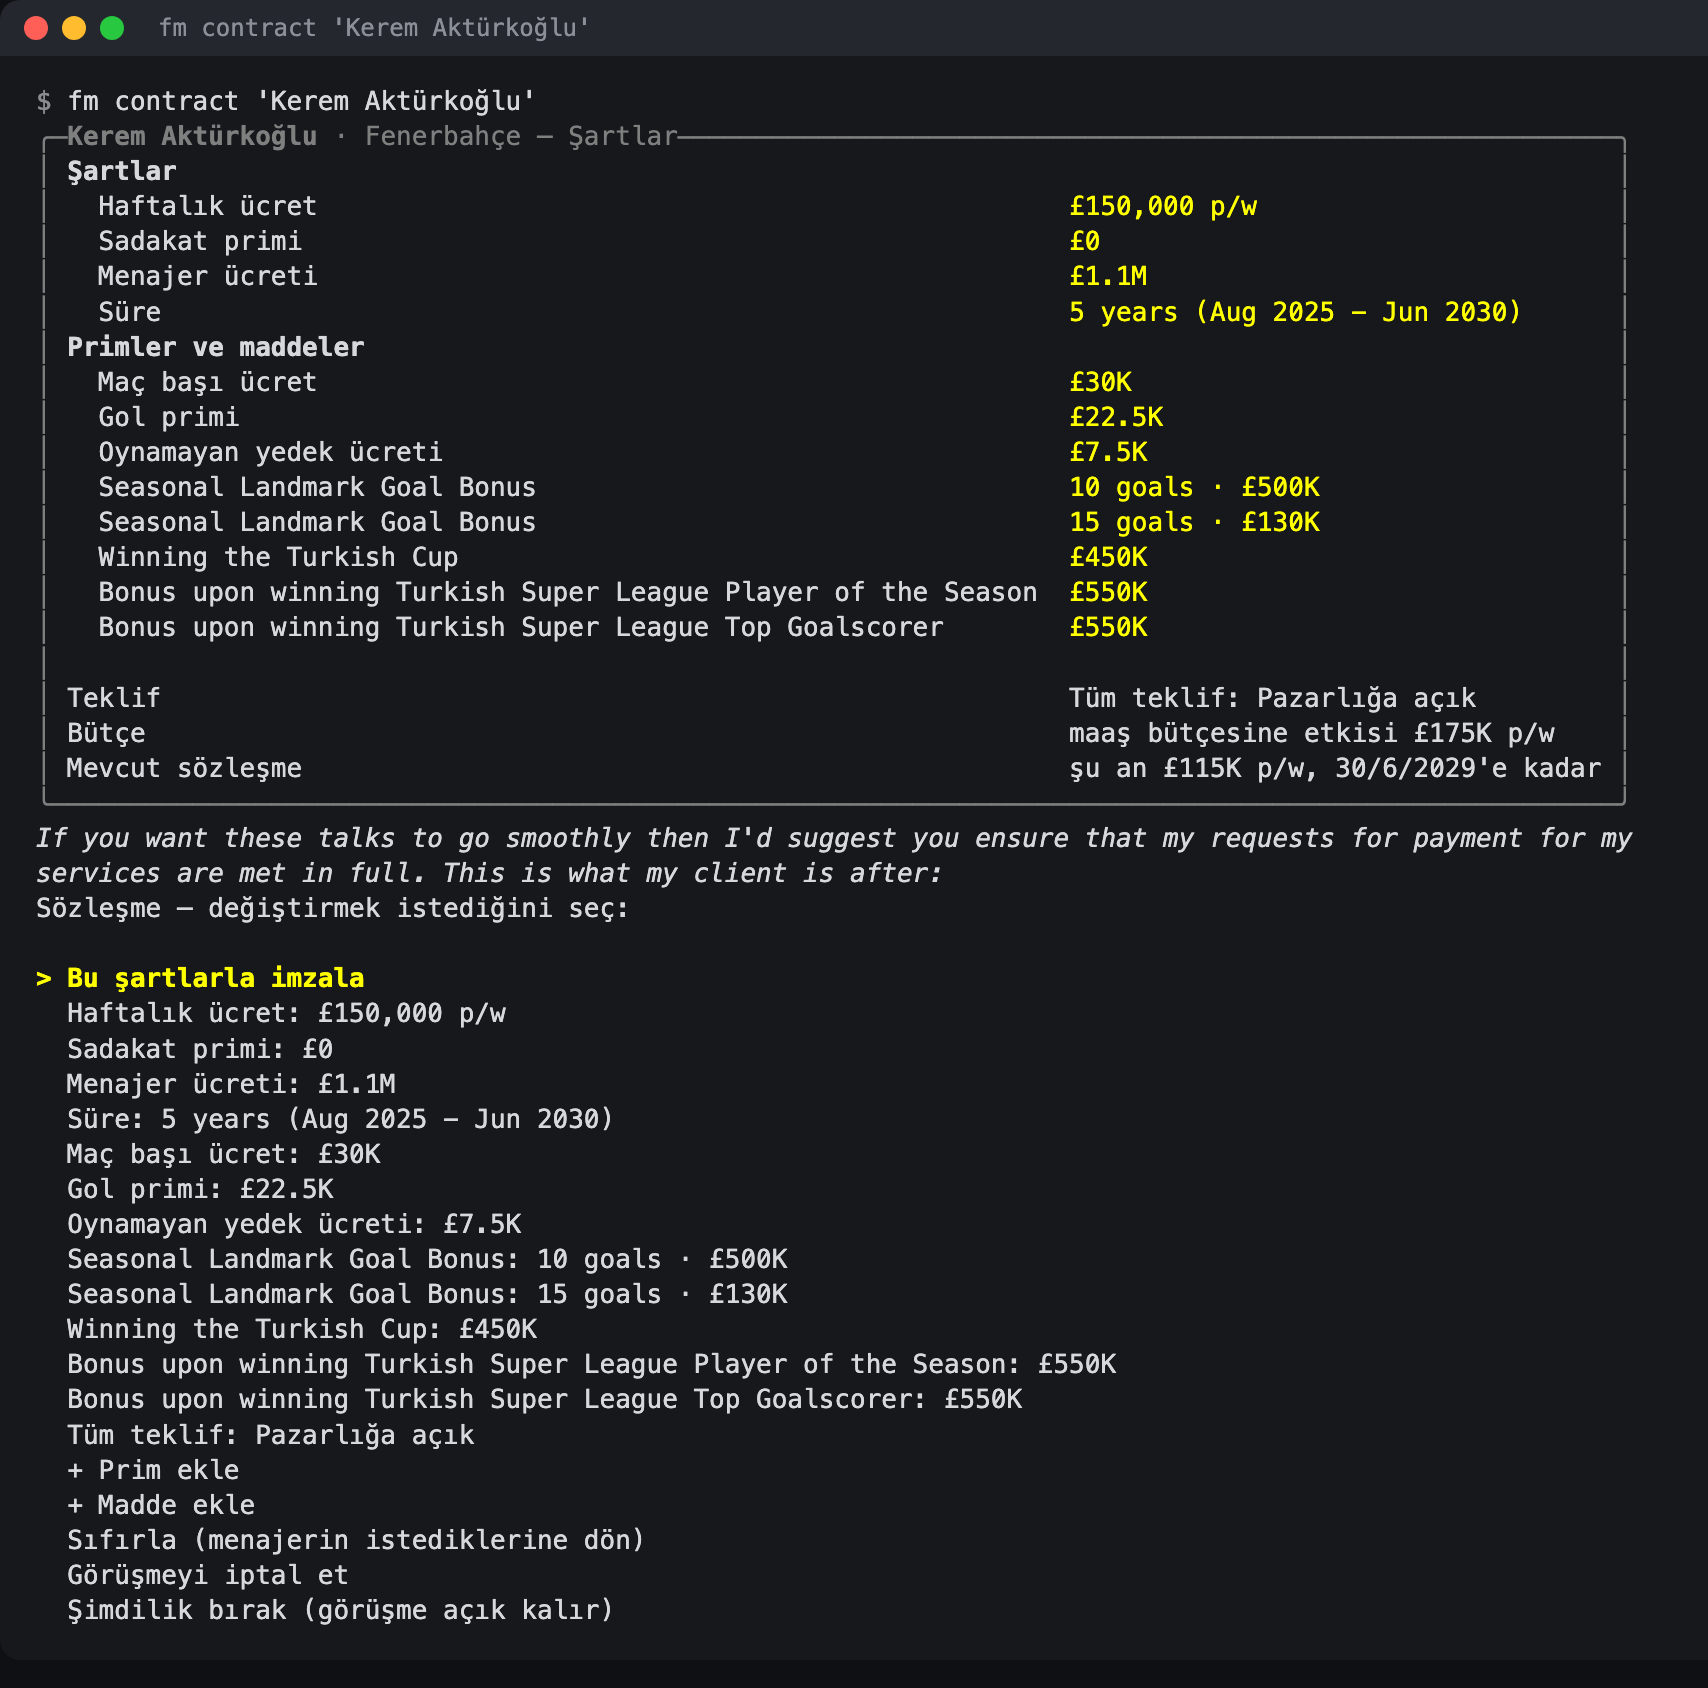 fm contract 'Kerem Aktürkoğlu'
$ fm contract 'Kerem Aktürkoğlu'
Kerem Aktürkoğlu · Fenerbahçe — Şartlar
Şartlar
Haftalık ücret £150,000 p/w
Sadakat primi £0
Menajer ücreti £1.1M
Süre 5 years (Aug 2025 – Jun 2030)
Primler ve maddeler
Maç başı ücret £30K
Gol primi £22.5K
Oynamayan yedek ücreti £7.5K
Seasonal Landmark Goal Bonus 10 goals · £500K
Seasonal Landmark Goal Bonus 15 goals · £130K
Winning the Turkish Cup £450K
Bonus upon winning Turkish Super League Player of the Season £550K
Bonus upon winning Turkish Super League Top Goalscorer £550K
Teklif Tüm teklif: Pazarlığa açık
Bütçe maaş bütçesine etkisi £175K p/w
Mevcut sözleşme şu an £115K p/w, 30/6/2029'e kadar
If you want these talks to go smoothly then I'd suggest you ensure that my requests for payment for my
services are met in full. This is what my client is after:
Sözleşme — değiştirmek istediğini seç:
> Bu şartlarla imzala
Haftalık ücret: £150,000 p/w
Sadakat primi: £0
Menajer ücreti: £1.1M
Süre: 5 years (Aug 2025 – Jun 2030)
Maç başı ücret: £30K
Gol primi: £22.5K
Oynamayan yedek ücreti: £7.5K
Seasonal Landmark Goal Bonus: 10 goals · £500K
Seasonal Landmark Goal Bonus: 15 goals · £130K
Winning the Turkish Cup: £450K
Bonus upon winning Turkish Super League Player of the Season: £550K
Bonus upon winning Turkish Super League Top Goalscorer: £550K
Tüm teklif: Pazarlığa açık
+ Prim ekle
+ Madde ekle
Sıfırla (menajerin istediklerine dön)
Görüşmeyi iptal et
Şimdilik bırak (görüşme açık kalır)